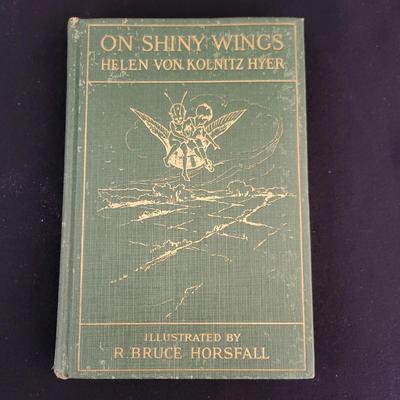 ON SHINY WINGS
HELEN VON KOLNITZ HYER
ILLUSTRATED BY
R. BRUCE HORSFALL